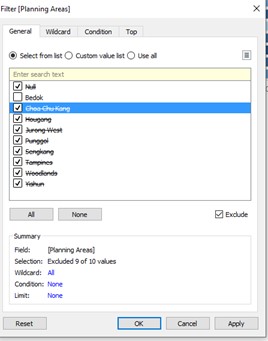 Filter [Planning Areas]
General Wildcard Condition Top
Select from list Custom value list Use all
Enter search text
Null
Bedok
Choa Chu Kang
Hougang
Jurong West
Punggol
Sengkang
Tampines
Woodlands
Yishun
All None Exclude
Summary
Field: [Planning Areas]
Selection: Excluded 9 of 10 values
Wildcard: All
Condition: None
Limit: None
Reset OK Cancel Apply